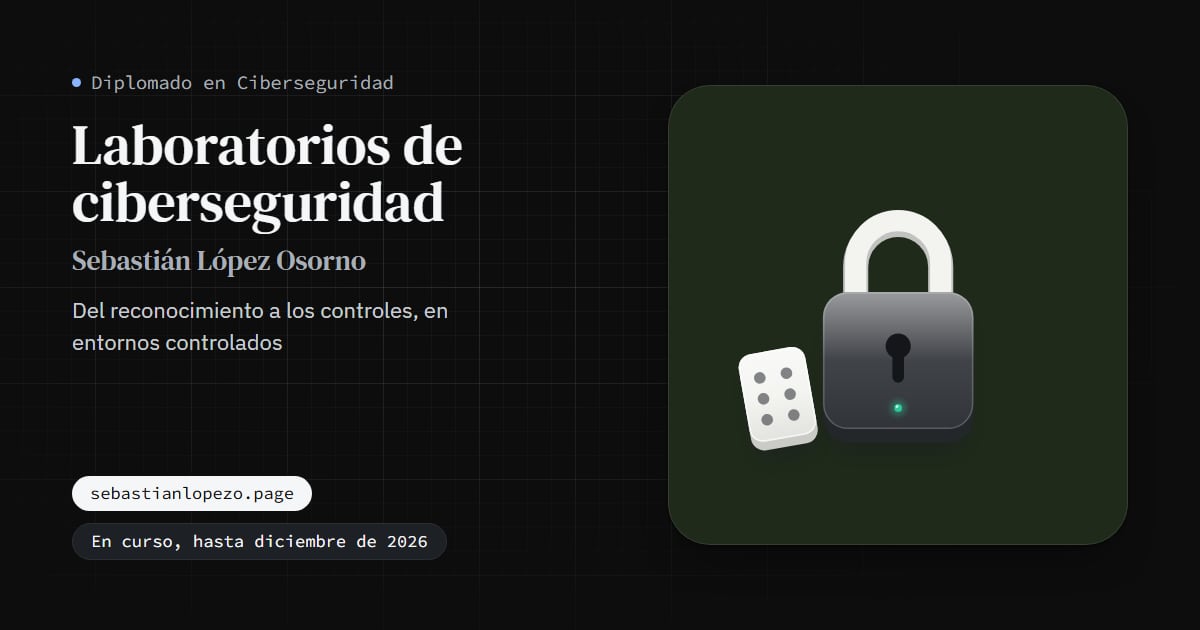 Diplomado en Ciberseguridad
Laboratorios de
ciberseguridad
Sebastián López Osorno
Del reconocimiento a los controles, en
entornos controlados
sebastianlopezo.page
En curso, hasta diciembre de 2026